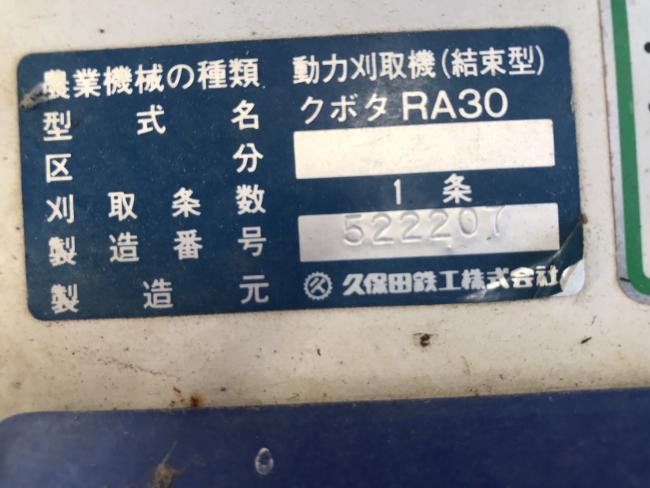 農業機械の種類 動力刈取機(結束型)
型式名 クボタRA30
区分
刈取条数 1条
製造番号 522207
製造元 久保田鉄工株式会社